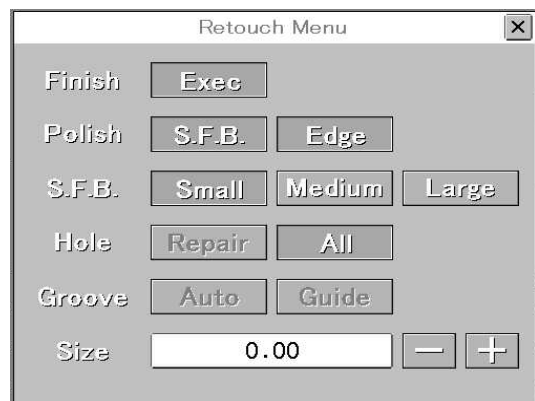 Retouch Menu
Finish Exec
Polish S.F.B. Edge
S.F.B. Small Medium Large
Hole Repair All
Groove Auto Guide
Size 0.00 − +